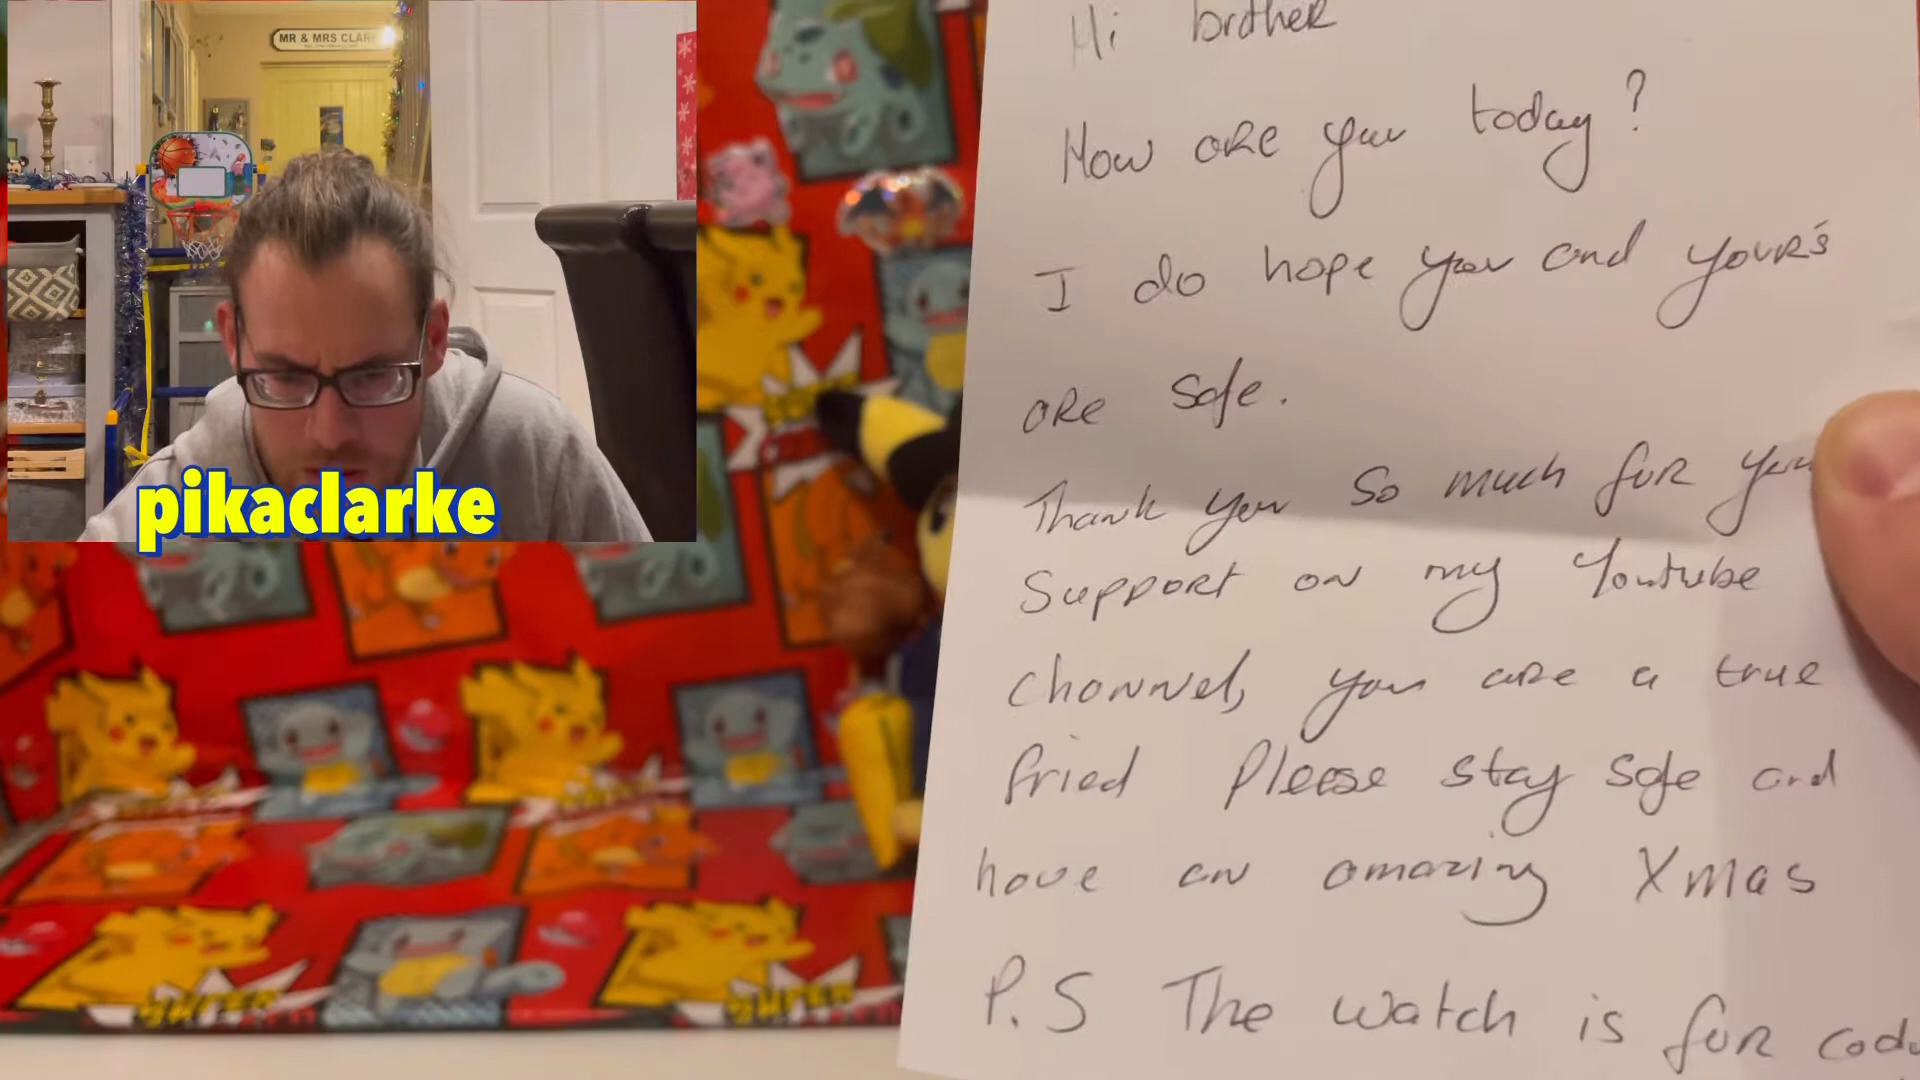 MR & MRS CLARK
pikaclarke
Hi brother
How are you today?
I do hope you and your's
are safe.
Thank you so much for your
Support on my Youtube
channel, you are a true
fried Please stay safe and
have an amazing Xmas
P.S The watch is for